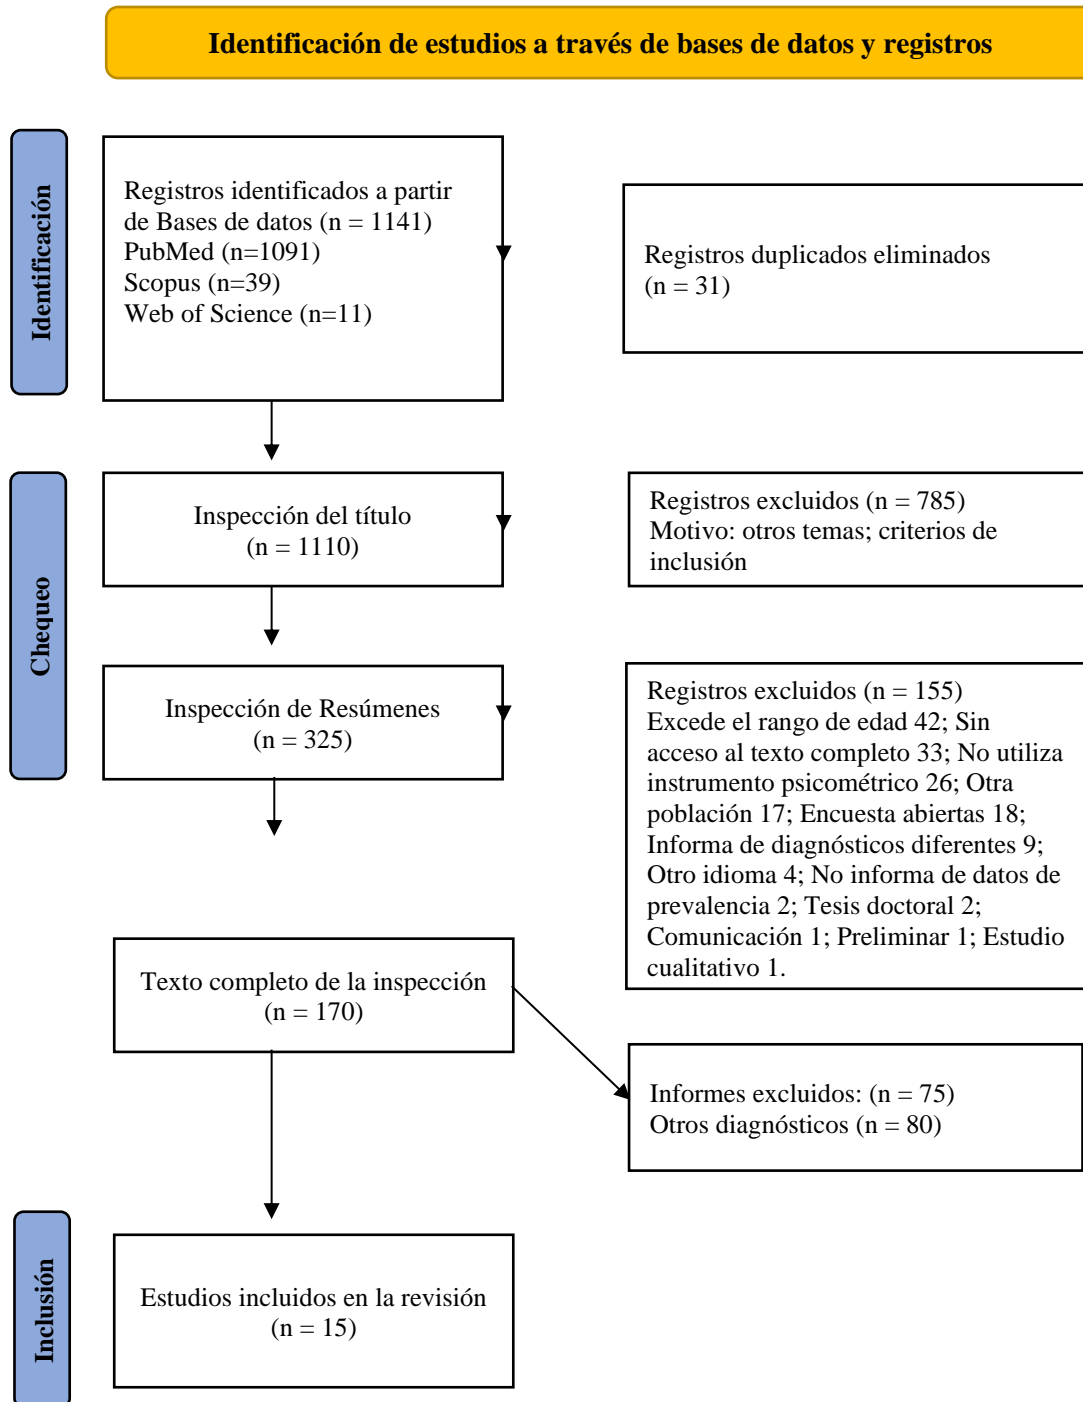 Identificación de estudios a través de bases de datos y registros
Identificación
Registros identificados a partir
de Bases de datos (n = 1141)
PubMed (n=1091)
Scopus (n=39)
Web of Science (n=11)
Registros duplicados eliminados
(n = 31)
Chequeo
Inspección del título
(n = 1110)
Registros excluidos (n = 785)
Motivo: otros temas; criterios de
inclusión
Inspección de Resúmenes
(n = 325)
Registros excluidos (n = 155)
Excede el rango de edad 42; Sin
acceso al texto completo 33; No utiliza
instrumento psicométrico 26; Otra
población 17; Encuesta abiertas 18;
Informa de diagnósticos diferentes 9;
Otro idioma 4; No informa de datos de
prevalencia 2; Tesis doctoral 2;
Comunicación 1; Preliminar 1; Estudio
cualitativo 1.
Texto completo de la inspección
(n = 170)
Informes excluidos: (n = 75)
Otros diagnósticos (n = 80)
Inclusión
Estudios incluidos en la revisión
(n = 15)